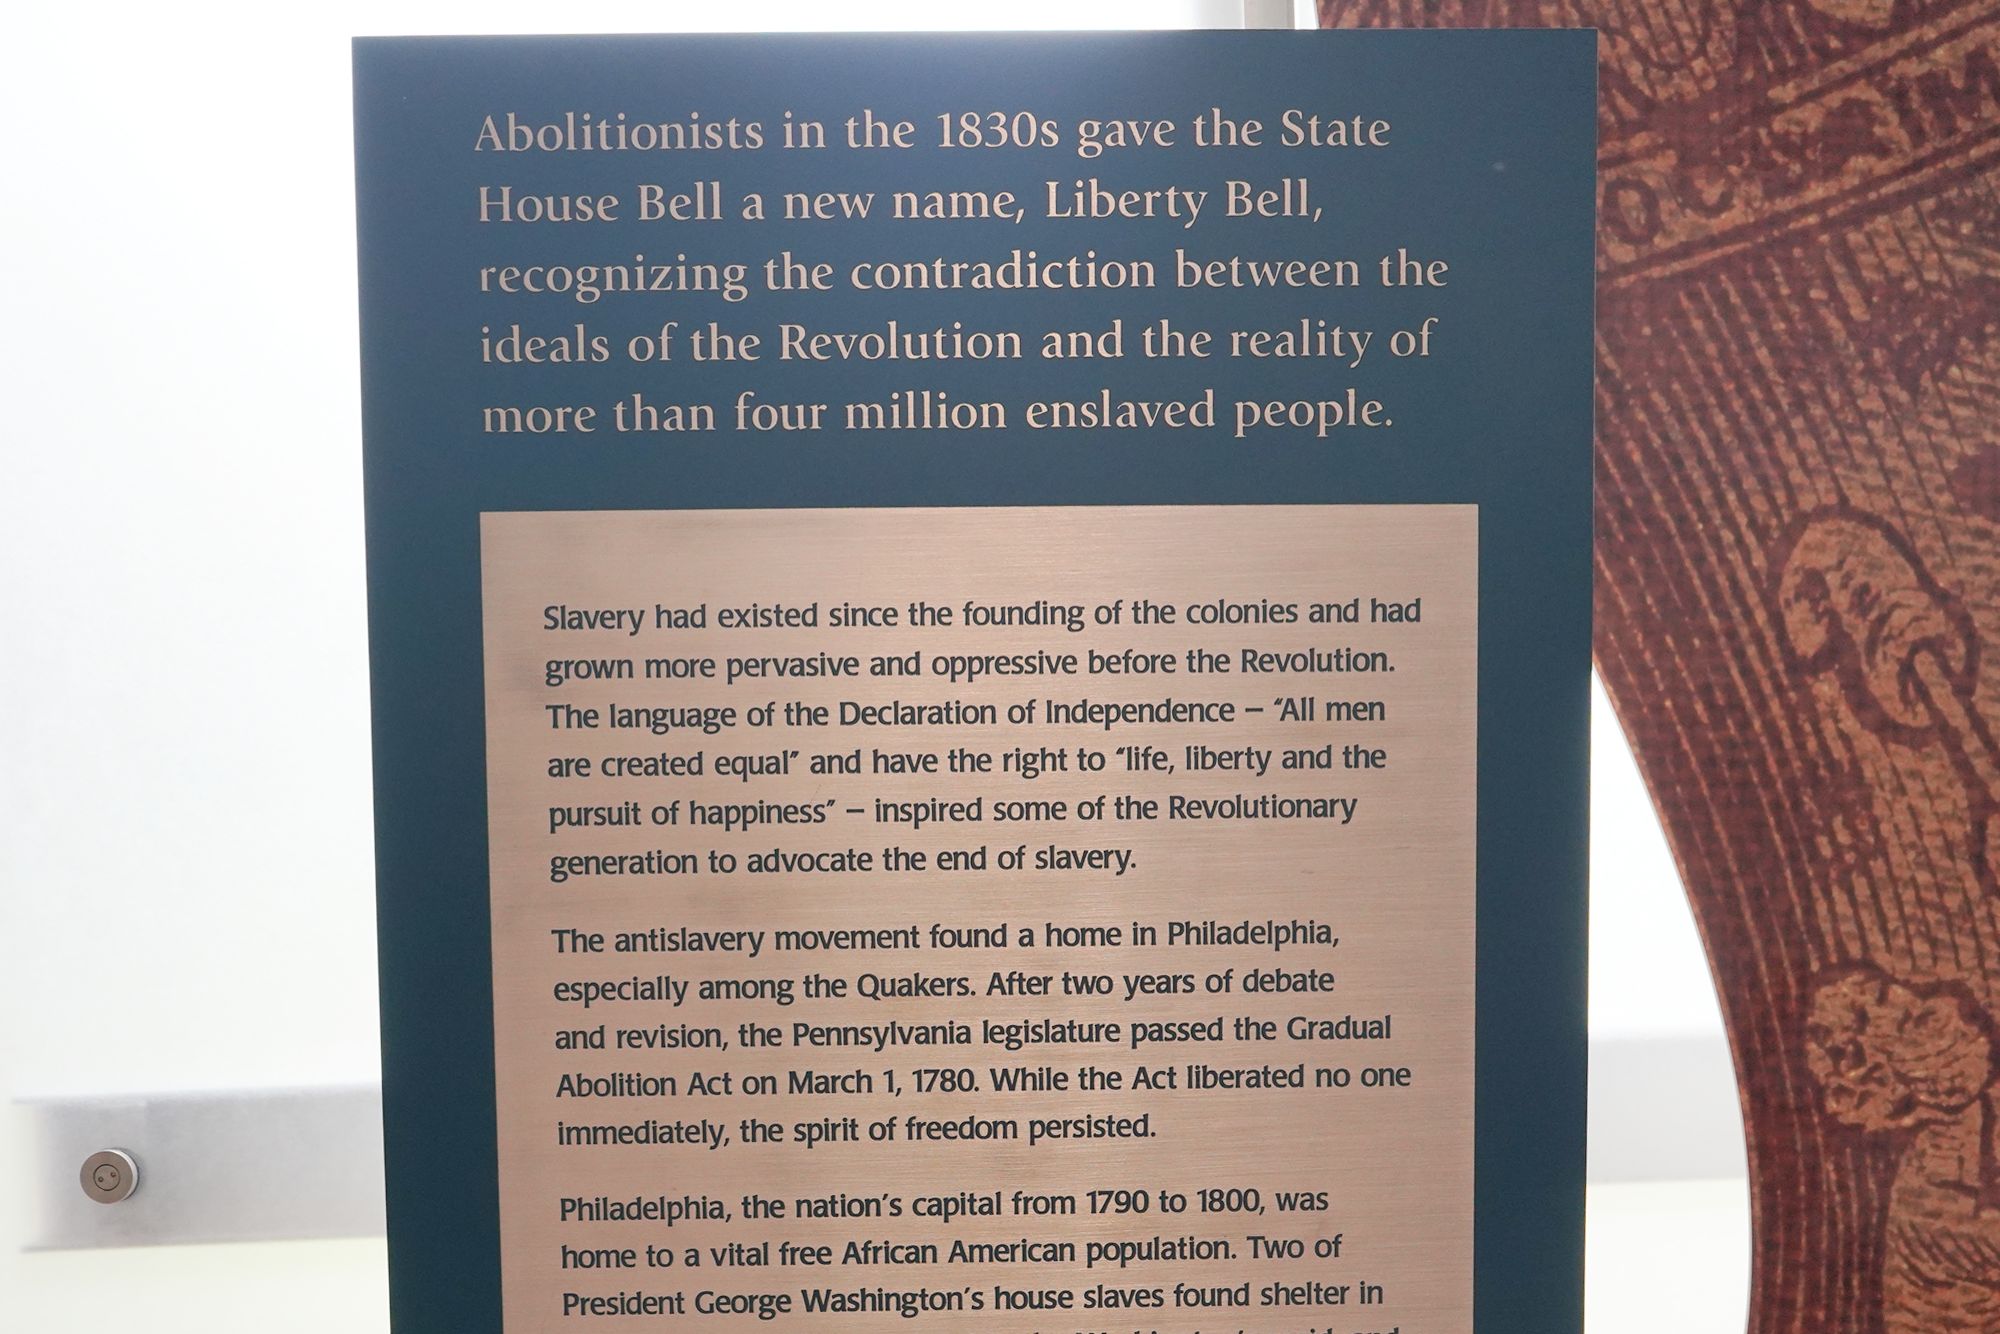 Abolitionists in the 1830s gave the State
House Bell a new name, Liberty Bell,
recognizing the contradiction between the
ideals of the Revolution and the reality of
more than four million enslaved people.
Slavery had existed since the founding of the colonies and had
grown more pervasive and oppressive before the Revolution.
The language of the Declaration of Independence – “All men
are created equal” and have the right to “life, liberty and the
pursuit of happiness” – inspired some of the Revolutionary
generation to advocate the end of slavery.
The antislavery movement found a home in Philadelphia,
especially among the Quakers. After two years of debate
and revision, the Pennsylvania legislature passed the Gradual
Abolition Act on March 1, 1780. While the Act liberated no one
immediately, the spirit of freedom persisted.
Philadelphia, the nation’s capital from 1790 to 1800, was
home to a vital free African American population. Two of
President George Washington’s house slaves found shelter in